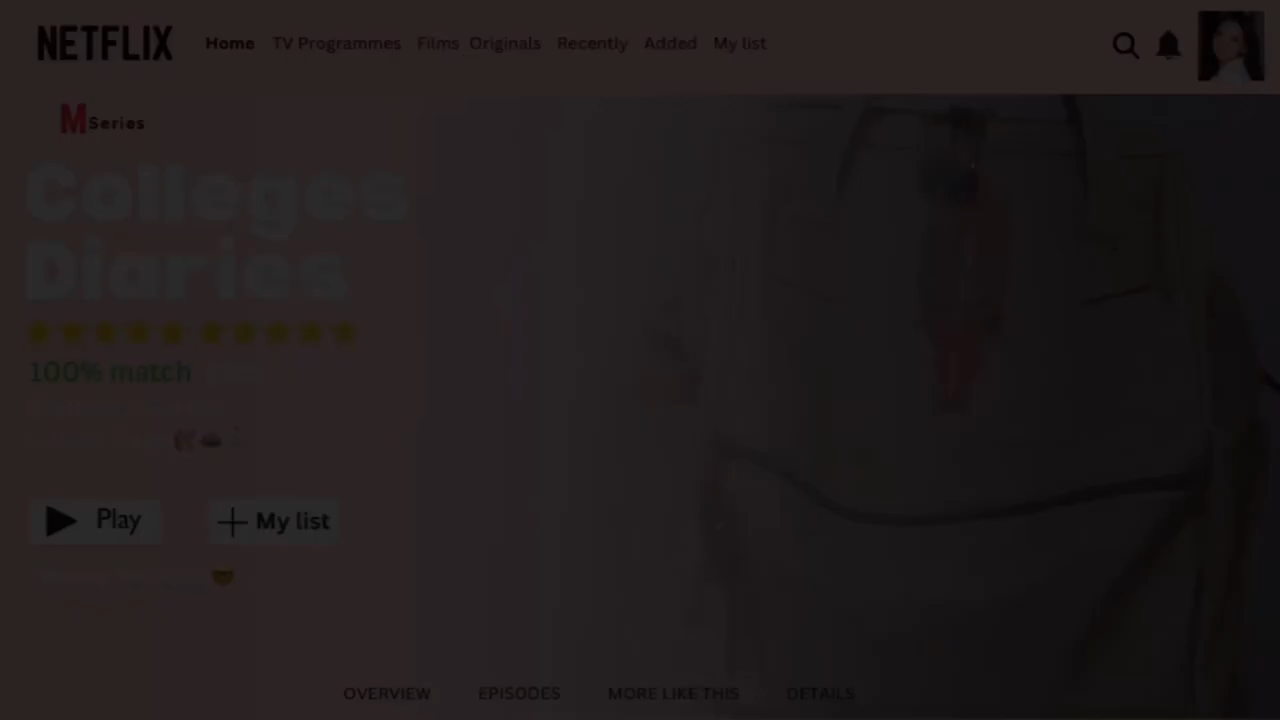 NETFLIX Home TV Programmes Films Originals Recently Added My list
M Series
Colleges
Diaries
100% match
Play
My list
OVERVIEW EPISODES MORE LIKE THIS DETAILS